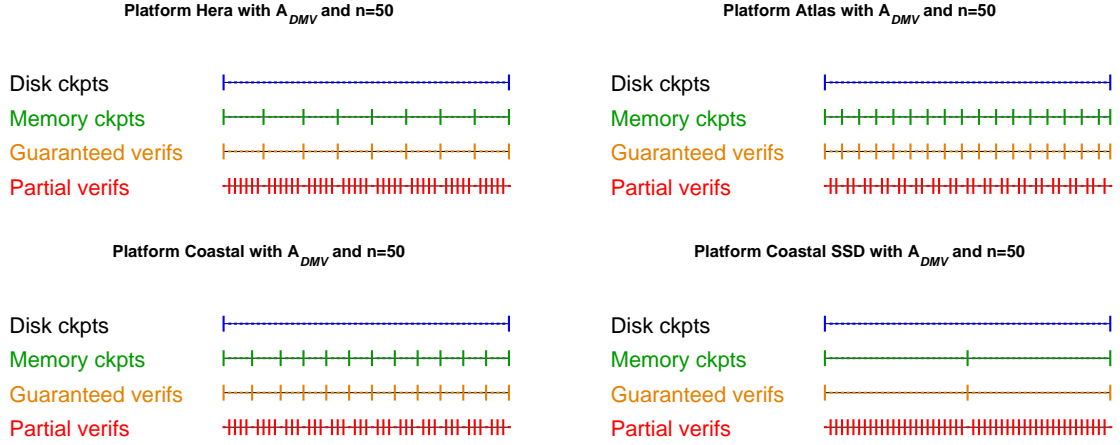 Platform Hera with A_DMV and n=50
Disk ckpts
Memory ckpts
Guaranteed verifs
Partial verifs
Platform Atlas with A_DMV and n=50
Disk ckpts
Memory ckpts
Guaranteed verifs
Partial verifs
Platform Coastal with A_DMV and n=50
Disk ckpts
Memory ckpts
Guaranteed verifs
Partial verifs
Platform Coastal SSD with A_DMV and n=50
Disk ckpts
Memory ckpts
Guaranteed verifs
Partial verifs